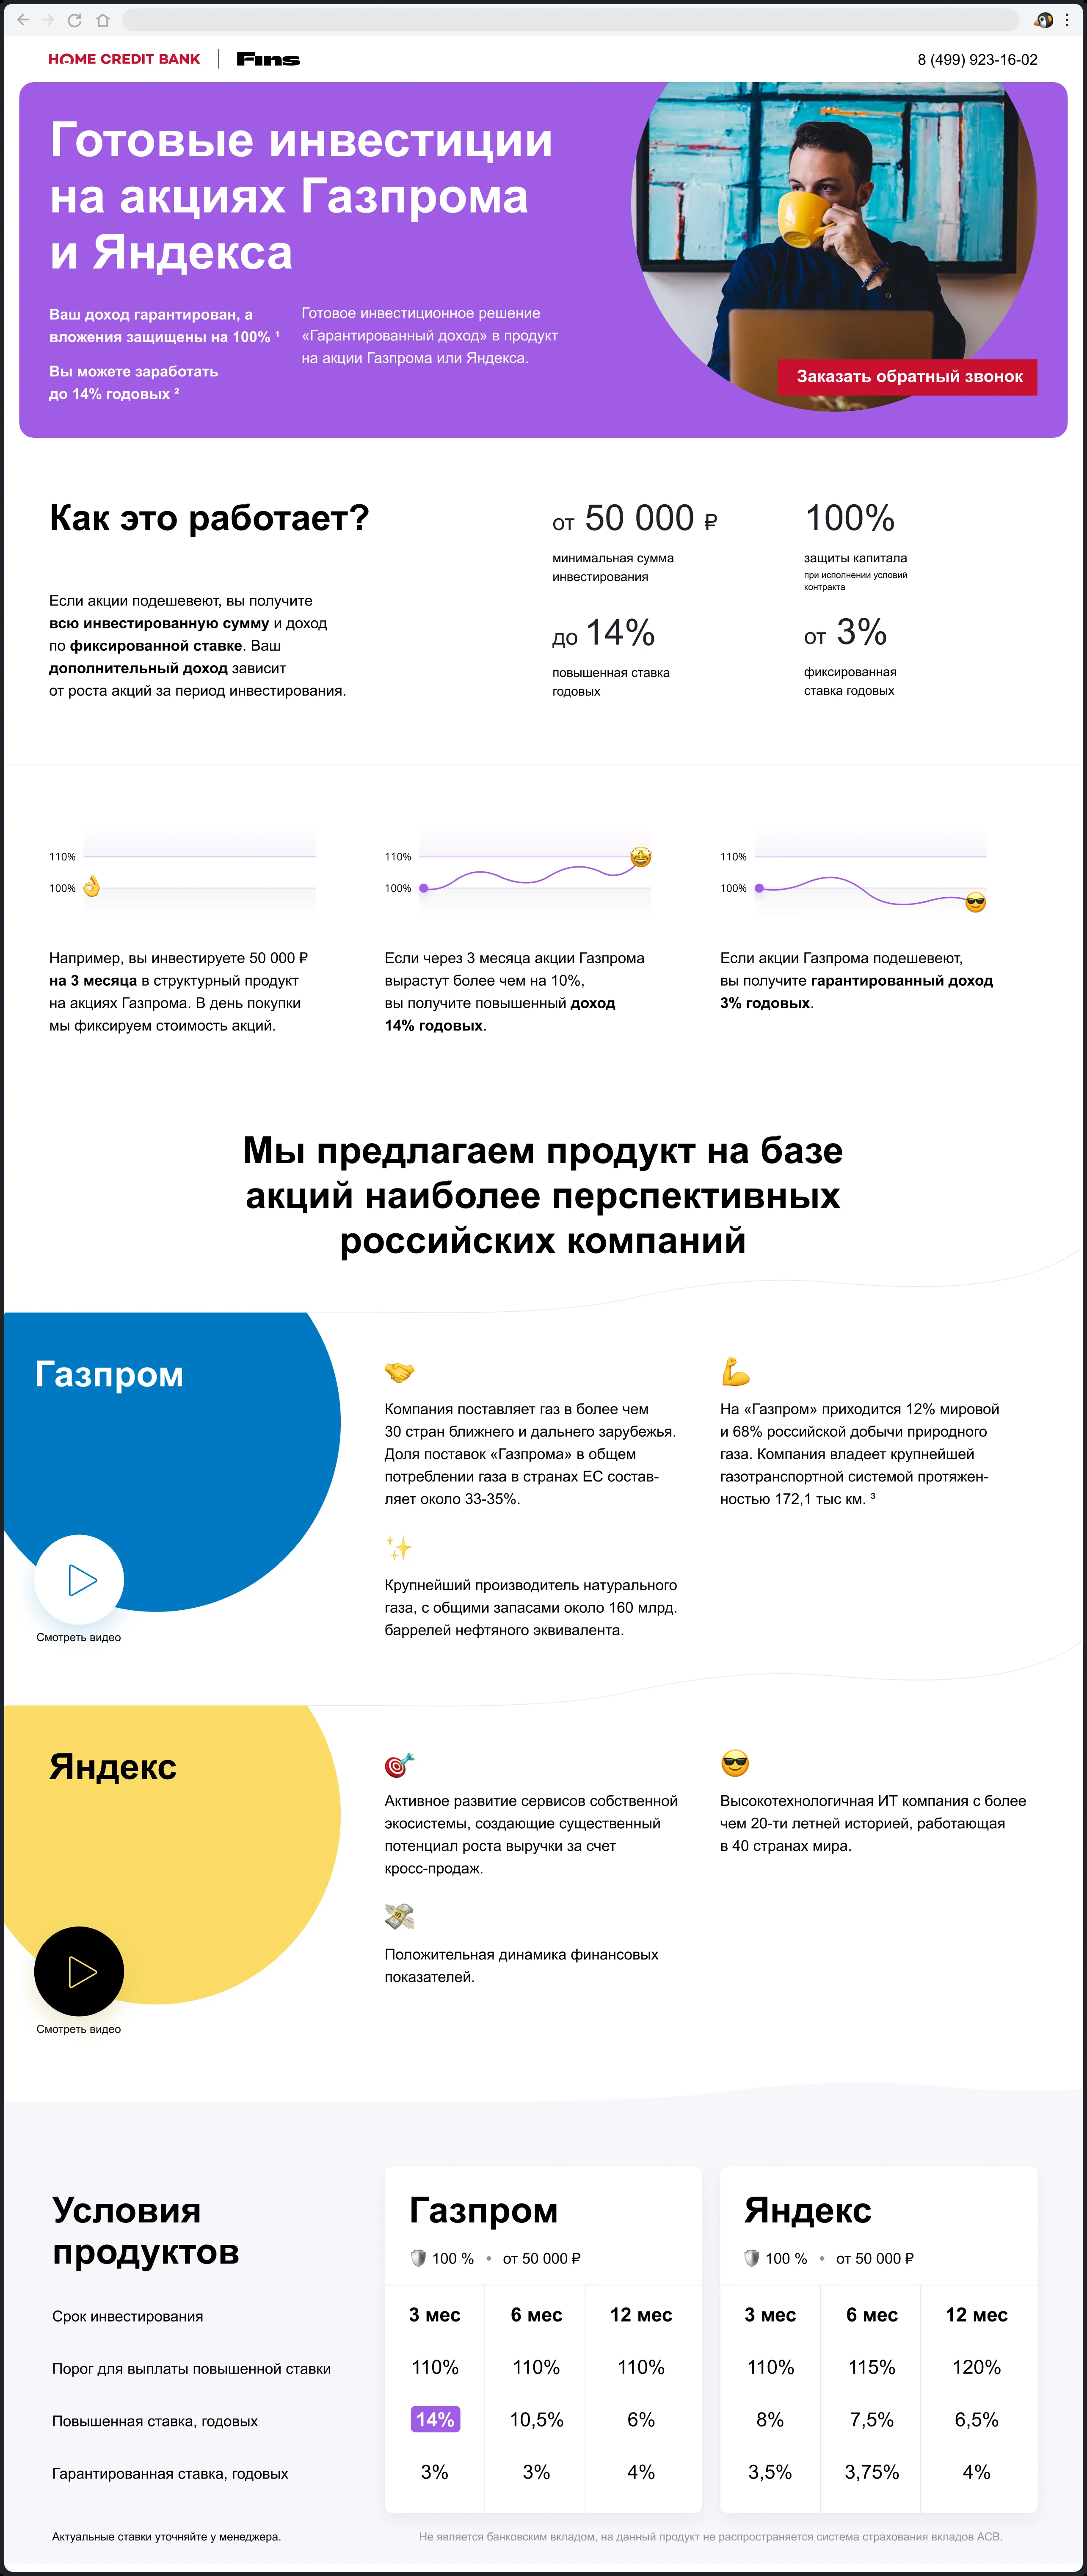 HOME CREDIT BANK
Fins
8 (499) 923-16-02
Готовые инвестиции
на акциях Газпрома
и Яндекса
Ваш доход гарантирован, а
вложения защищены на 100% ¹
Вы можете заработать
до 14% годовых ²
Готовое инвестиционное решение
«Гарантированный доход» в продукт
на акции Газпрома или Яндекса.
Заказать обратный звонок
Как это работает?
Если акции подешевеют, вы получите
всю инвестированную сумму и доход
по фиксированной ставке. Ваш
дополнительный доход зависит
от роста акций за период инвестирования.
от 50 000 ₽
минимальная сумма
инвестирования
100%
защиты капитала
при исполнении условий
контракта
до 14%
повышенная ставка
годовых
от 3%
фиксированная
ставка годовых
110%
100%
Например, вы инвестируете 50 000 ₽
на 3 месяца в структурный продукт
на акциях Газпрома. В день покупки
мы фиксируем стоимость акций.
110%
100%
Если через 3 месяца акции Газпрома
вырастут более чем на 10%,
вы получите повышенный доход
14% годовых.
110%
100%
Если акции Газпрома подешевеют,
вы получите гарантированный доход
3% годовых.
Мы предлагаем продукт на базе
акций наиболее перспективных
российских компаний
Газпром
Смотреть видео
Компания поставляет газ в более чем
30 стран ближнего и дальнего зарубежья.
Доля поставок «Газпрома» в общем
потреблении газа в странах ЕС состав-
ляет около 33-35%.
На «Газпром» приходится 12% мировой
и 68% российской добычи природного
газа. Компания владеет крупнейшей
газотранспортной системой протяжен-
ностью 172,1 тыс км. ³
Крупнейший производитель натурального
газа, с общими запасами около 160 млрд.
баррелей нефтяного эквивалента.
Яндекс
Смотреть видео
Активное развитие сервисов собственной
экосистемы, создающие существенный
потенциал роста выручки за счет
кросс-продаж.
Высокотехнологичная ИТ компания с более
чем 20-ти летней историей, работающая
в 40 странах мира.
Положительная динамика финансовых
показателей.
Условия
продуктов
Газпром
100 % • от 50 000 ₽
Яндекс
100 % • от 50 000 ₽
Срок инвестирования
3 мес 6 мес 12 мес 3 мес 6 мес 12 мес
Порог для выплаты повышенной ставки
110% 110% 110% 110% 115% 120%
Повышенная ставка, годовых
14% 10,5% 6% 8% 7,5% 6,5%
Гарантированная ставка, годовых
3% 3% 4% 3,5% 3,75% 4%
Актуальные ставки уточняйте у менеджера.
Не является банковским вкладом, на данный продукт не распространяется система страхования вкладов АСВ.